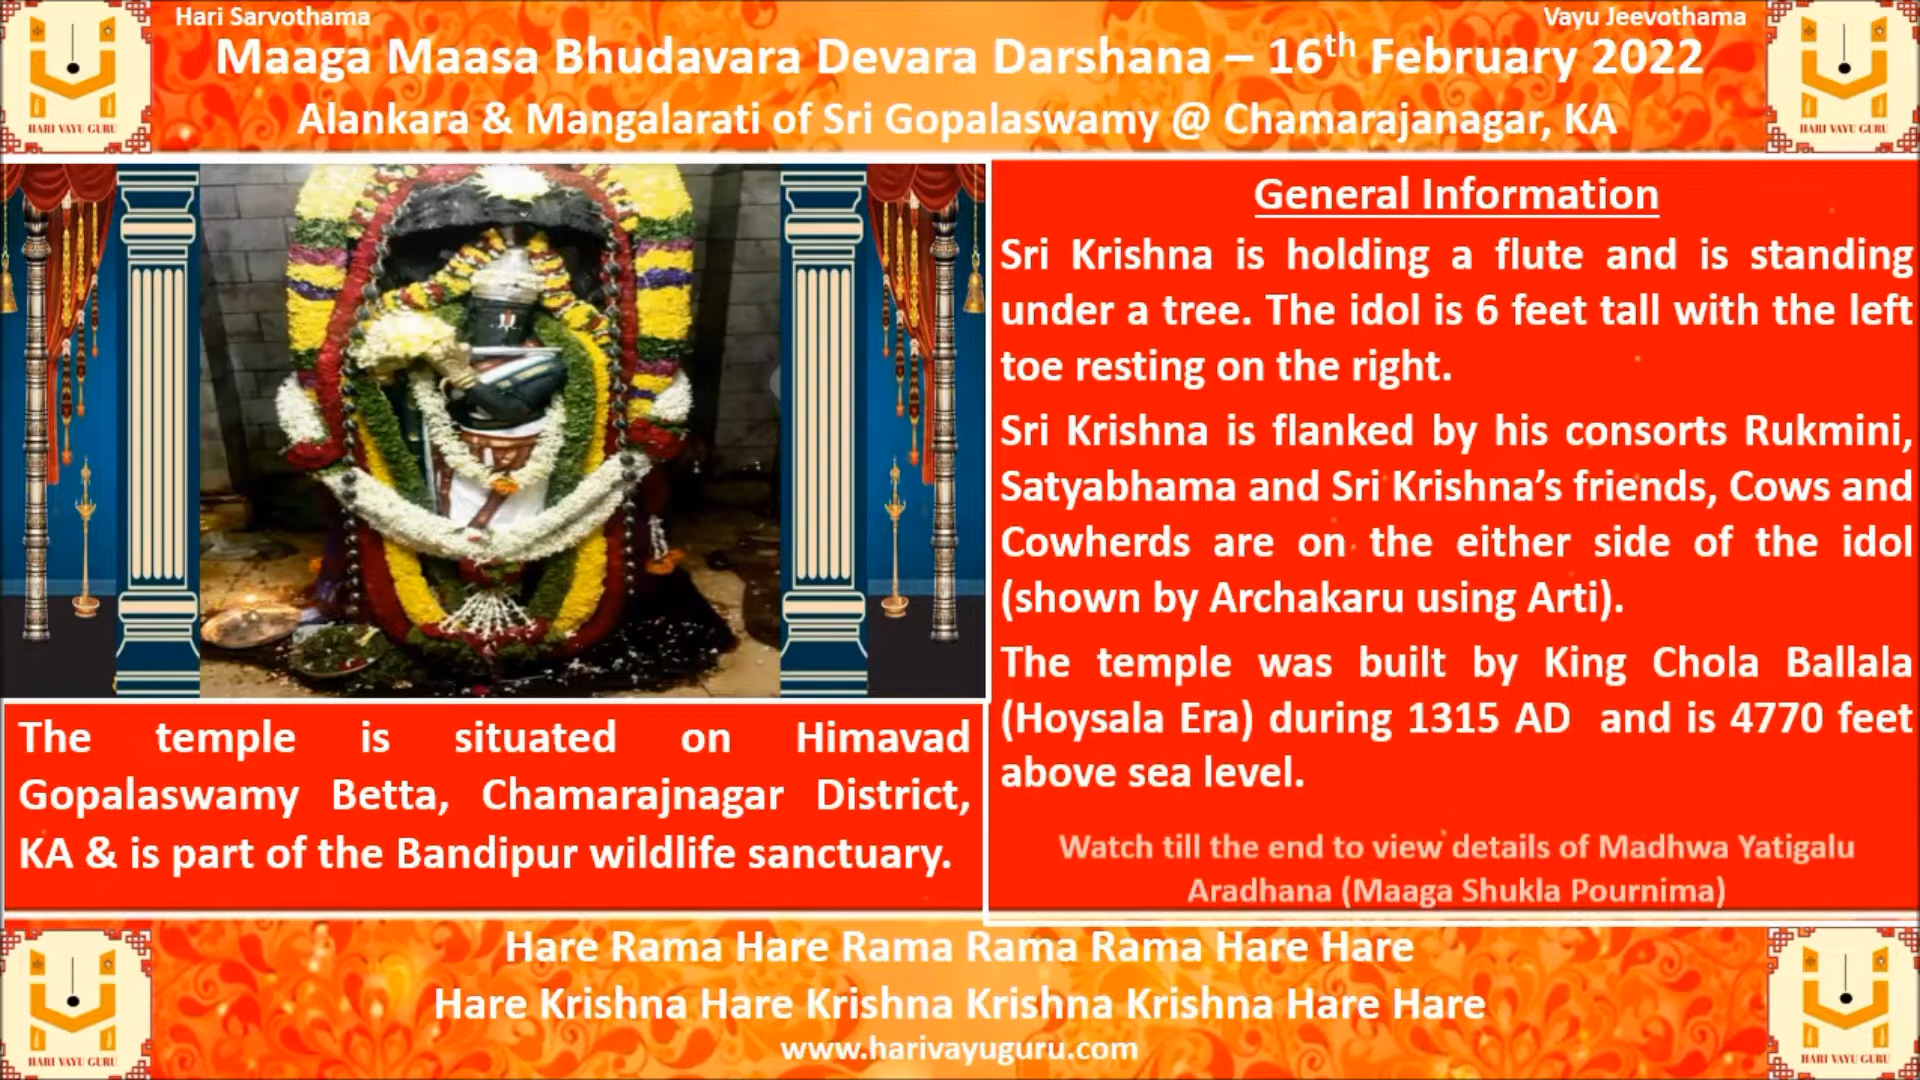 Hari Sarvothama
Vayu Jeevothama
Maaga Maasa Bhudavara Devara Darshana – 16th February 2022
Alankara & Mangalarati of Sri Gopalaswamy @ Chamarajanagar, KA
HARI VAYU GURU
HARI VAYU GURU
General Information
Sri Krishna is holding a flute and is standing
under a tree. The idol is 6 feet tall with the left
toe resting on the right.
Sri Krishna is flanked by his consorts Rukmini,
Satyabhama and Sri Krishna’s friends, Cows and
Cowherds are on the either side of the idol
(shown by Archakaru using Arti).
The temple was built by King Chola Ballala
(Hoysala Era) during 1315 AD and is 4770 feet
above sea level.
Watch till the end to view details of Madhwa Yatigalu
Aradhana (Maaga Shukla Pournima)
The temple is situated on Himavad
Gopalaswamy Betta, Chamarajnagar District,
KA & is part of the Bandipur wildlife sanctuary.
Hare Rama Hare Rama Rama Rama Hare Hare
Hare Krishna Hare Krishna Krishna Krishna Hare Hare
www.harivayuguru.com
HARI VAYU GURU
HARI VAYU GURU